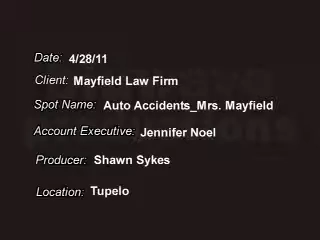 Date: 4/28/11
Client: Mayfield Law Firm
Spot Name: Auto Accidents_Mrs. Mayfield
Account Executive: Jennifer Noel
Producer: Shawn Sykes
Location: Tupelo